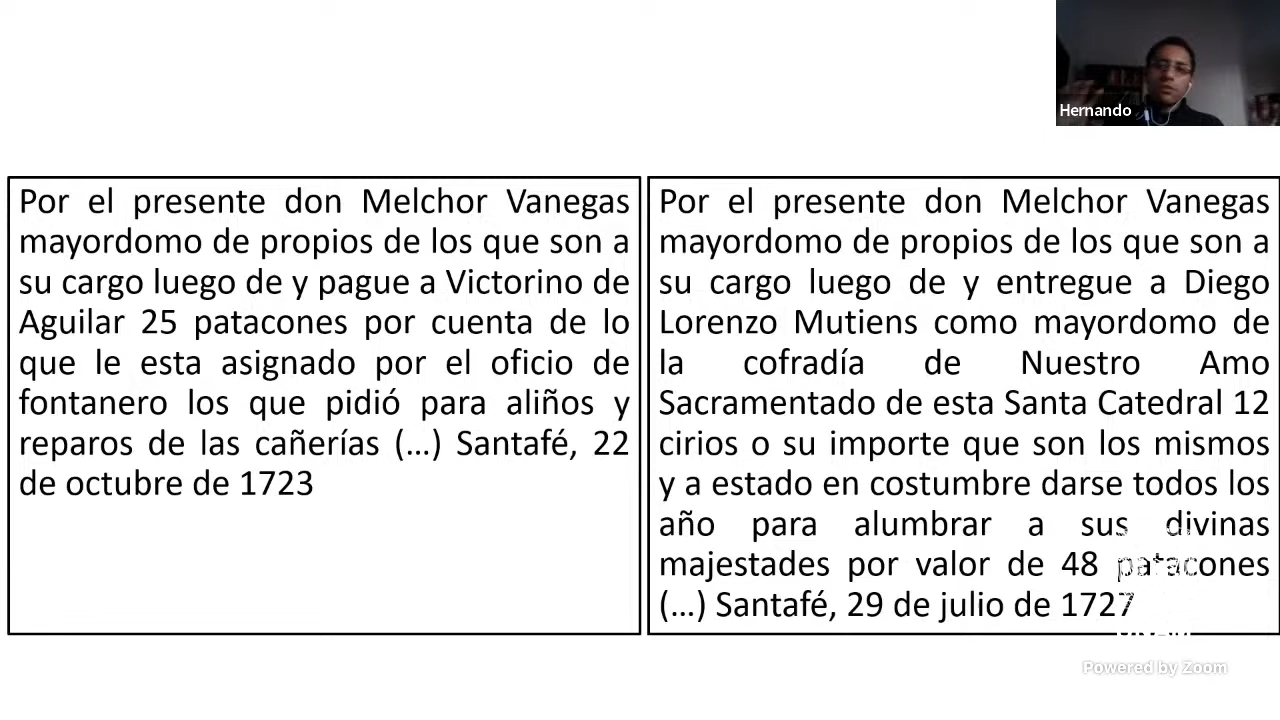 Hernando
Por el presente don Melchor Vanegas
mayordomo de propios de los que son a
su cargo luego de y pague a Victorino de
Aguilar 25 patacones por cuenta de lo
que le esta asignado por el oficio de
fontanero los que pidió para aliños y
reparos de las cañerías (...) Santafé, 22
de octubre de 1723
Por el presente don Melchor Vanegas
mayordomo de propios de los que son a
su cargo luego de y entregue a Diego
Lorenzo Mutiens como mayordomo de
la cofradía de Nuestro Amo
Sacramentado de esta Santa Catedral 12
cirios o su importe que son los mismos
y a estado en costumbre darse todos los
año para alumbrar a sus divinas
majestades por valor de 48 patacones
(...) Santafé, 29 de julio de 1727
UNAM
Powered by Zoom